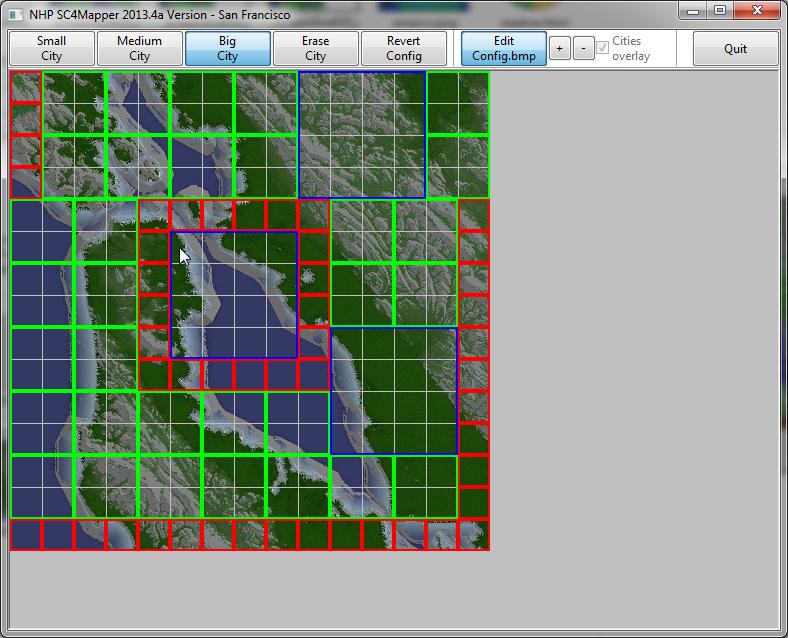 NHP SC4Mapper 2013.4a Version - San Francisco
Small
City
Medium
City
Big
City
Erase
City
Revert
Config
Edit
Config.bmp
+
-
Cities
overlay
Quit